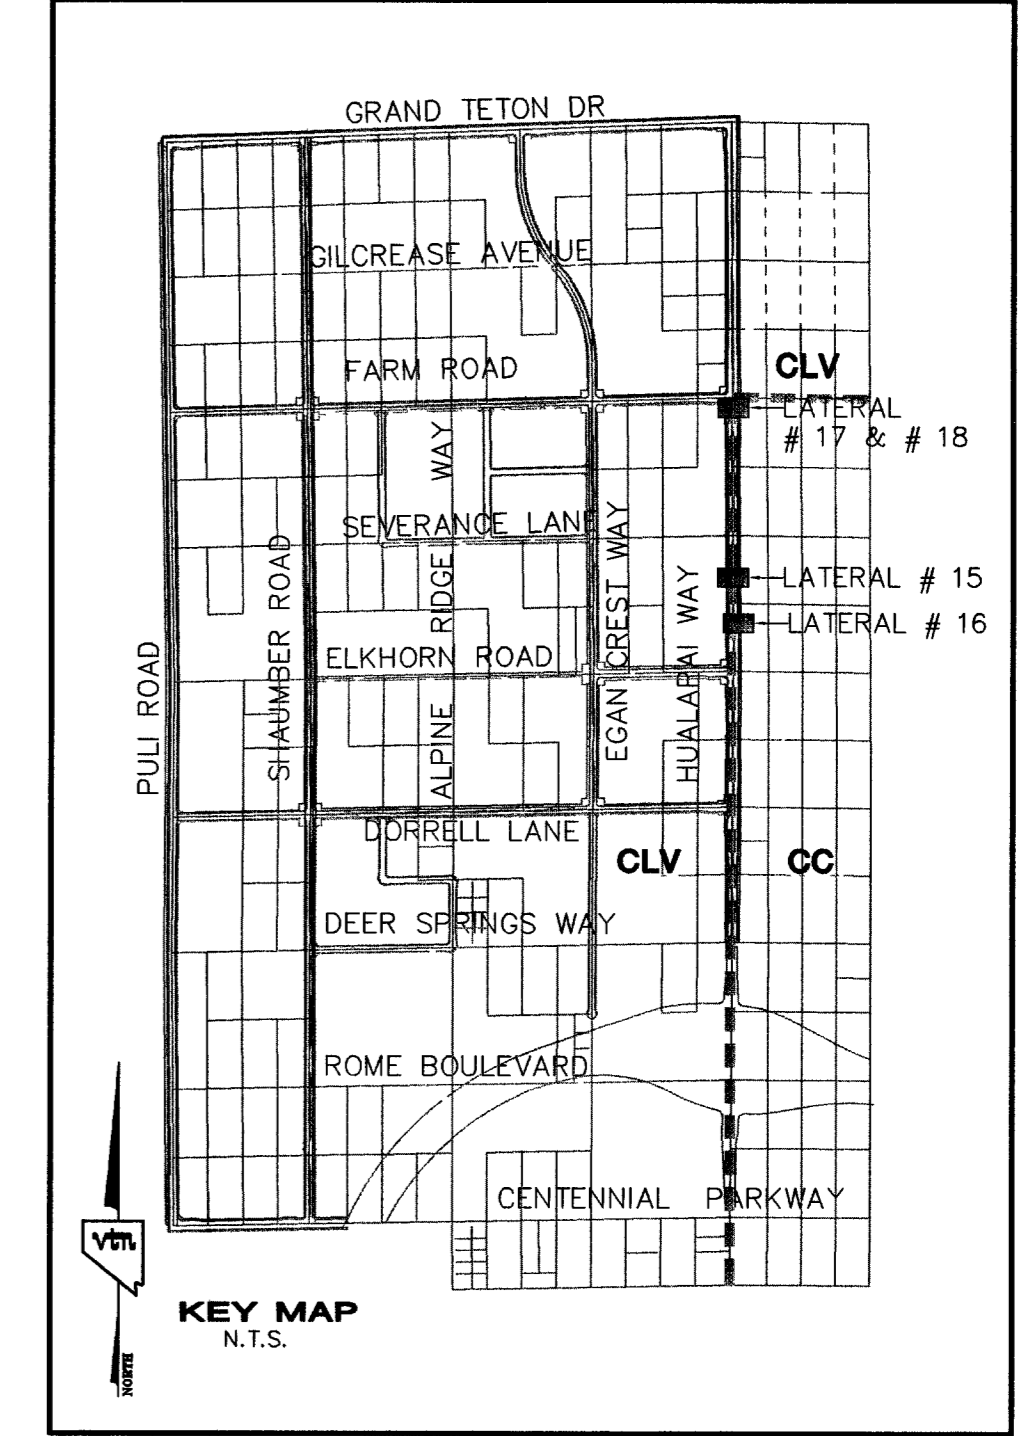 GRAND TETON DR
GILCREASE AVENUE
FARM ROAD
CLV
LATERAL
# 17 & # 18
WAY
SEVERANCE LANE
CREST WAY
SHAUMBER ROAD
RIDGE
HUALAPAI WAY
LATERAL # 15
LATERAL # 16
ELKHORN ROAD
PULI ROAD
ALPINE
EGAN
DORRELL LANE
CLV
CC
DEER SPRINGS WAY
ROME BOULEVARD
CENTENNIAL PARKWAY
vtn
KEY MAP
N.T.S.
NORTH